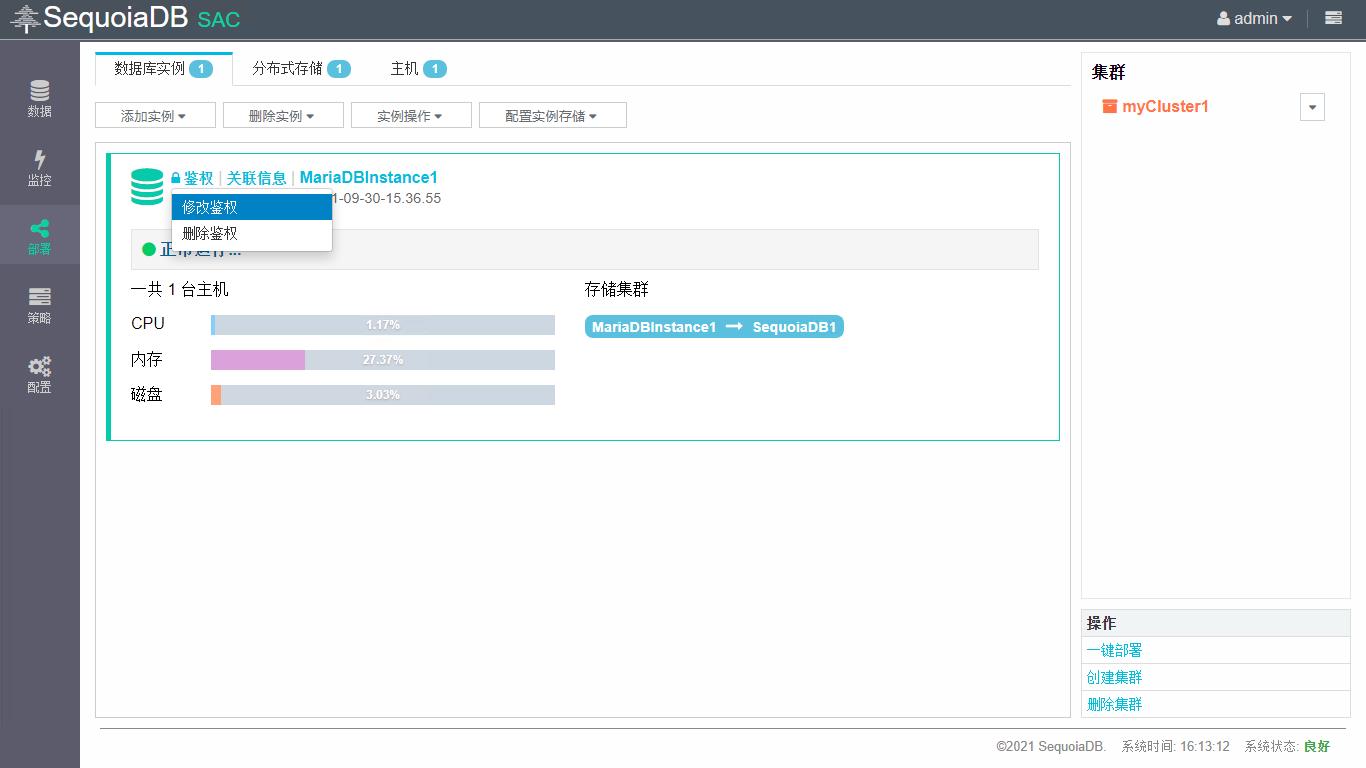 SequoiaDB SAC
admin
数据
监控
部署
策略
配置
数据库实例 1
分布式存储 1
主机 1
添加实例
删除实例
实例操作
配置实例存储
鉴权 | 关联信息 | MariaDBInstance1
1-09-30-15.36.55
修改鉴权
删除鉴权
正常运行...
一共 1 台主机
CPU 1.17%
内存 27.37%
磁盘 3.03%
存储集群
MariaDBInstance1 → SequoiaDB1
集群
myCluster1
操作
一键部署
创建集群
删除集群
©2021 SequoiaDB. 系统时间: 16:13:12 系统状态: 良好